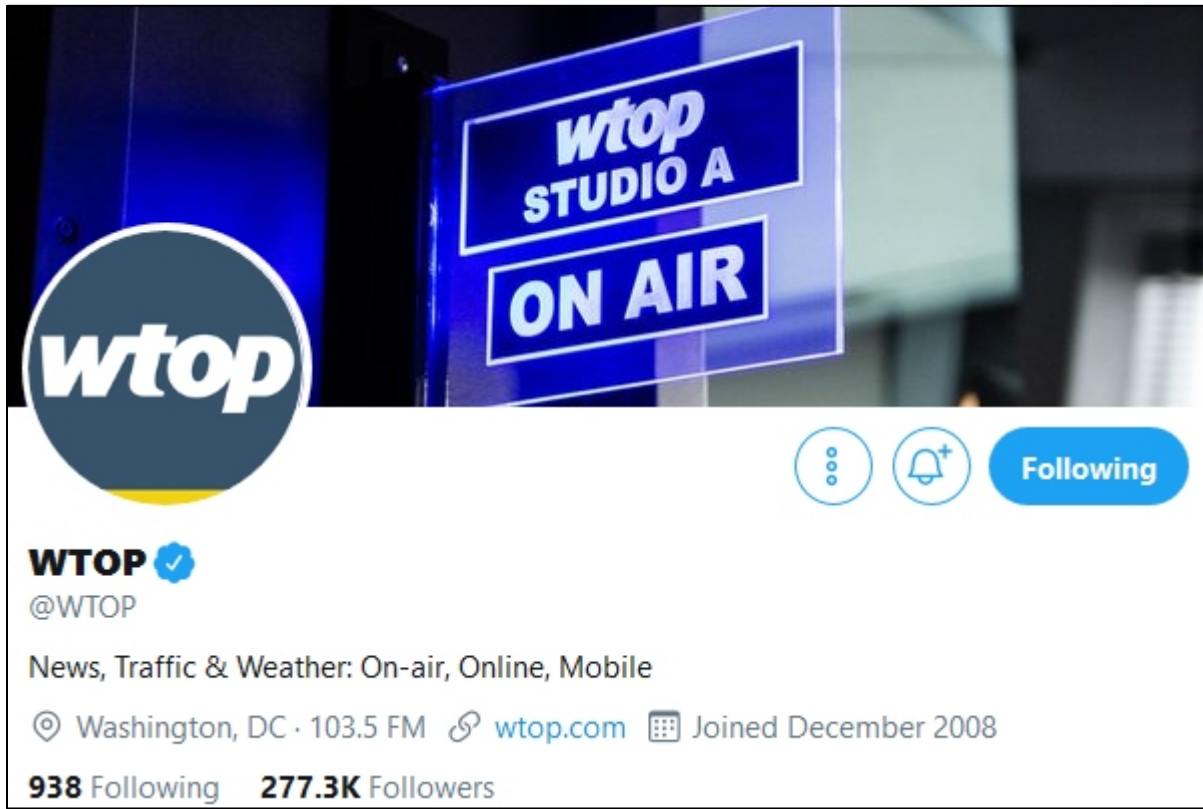 wtop
STUDIO A
ON AIR
wtop
Following
WTOP
@WTOP
News, Traffic & Weather: On-air, Online, Mobile
Washington, DC · 103.5 FM wtop.com Joined December 2008
938 Following 277.3K Followers